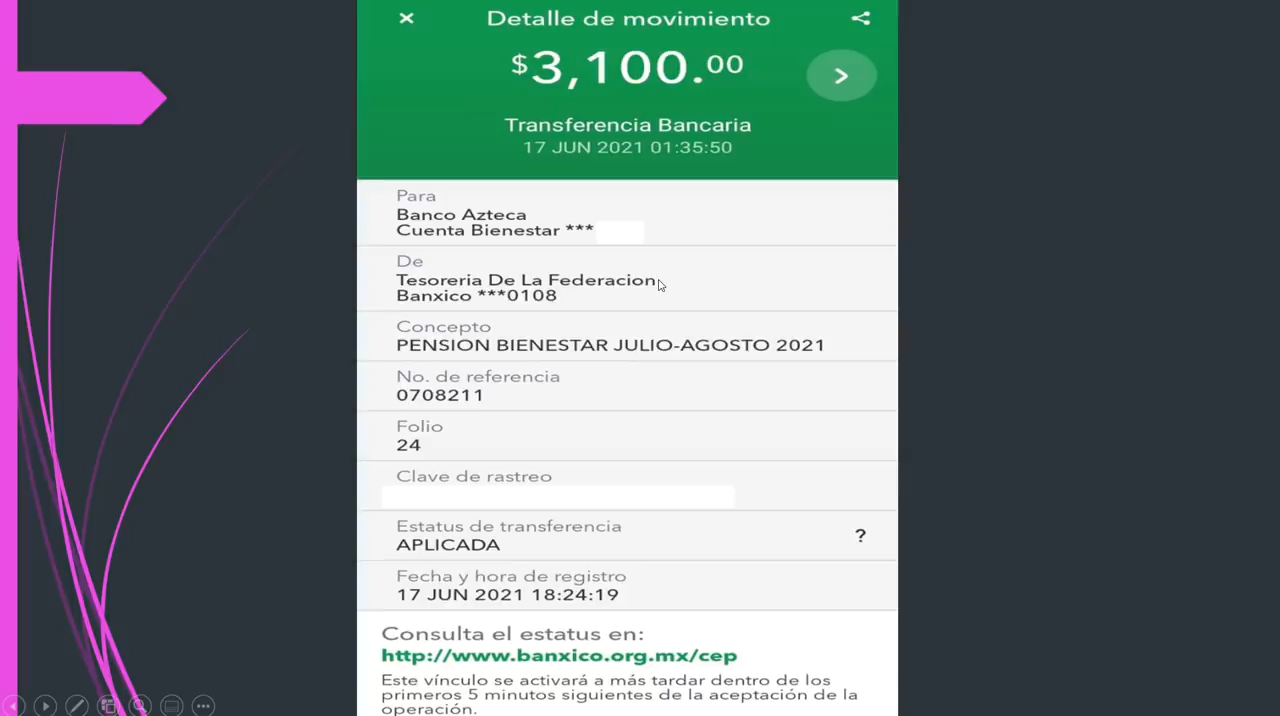 Detalle de movimiento
$3,100.00
Transferencia Bancaria
17 JUN 2021 01:35:50
Para
Banco Azteca
Cuenta Bienestar ***
De
Tesoreria De La Federacion
Banxico ***0108
Concepto
PENSION BIENESTAR JULIO-AGOSTO 2021
No. de referencia
0708211
Folio
24
Clave de rastreo
Estatus de transferencia
APLICADA
?
Fecha y hora de registro
17 JUN 2021 18:24:19
Consulta el estatus en:
http://www.banxico.org.mx/cep
Este vínculo se activará a más tardar dentro de los
primeros 5 minutos siguientes de la aceptación de la
operación.